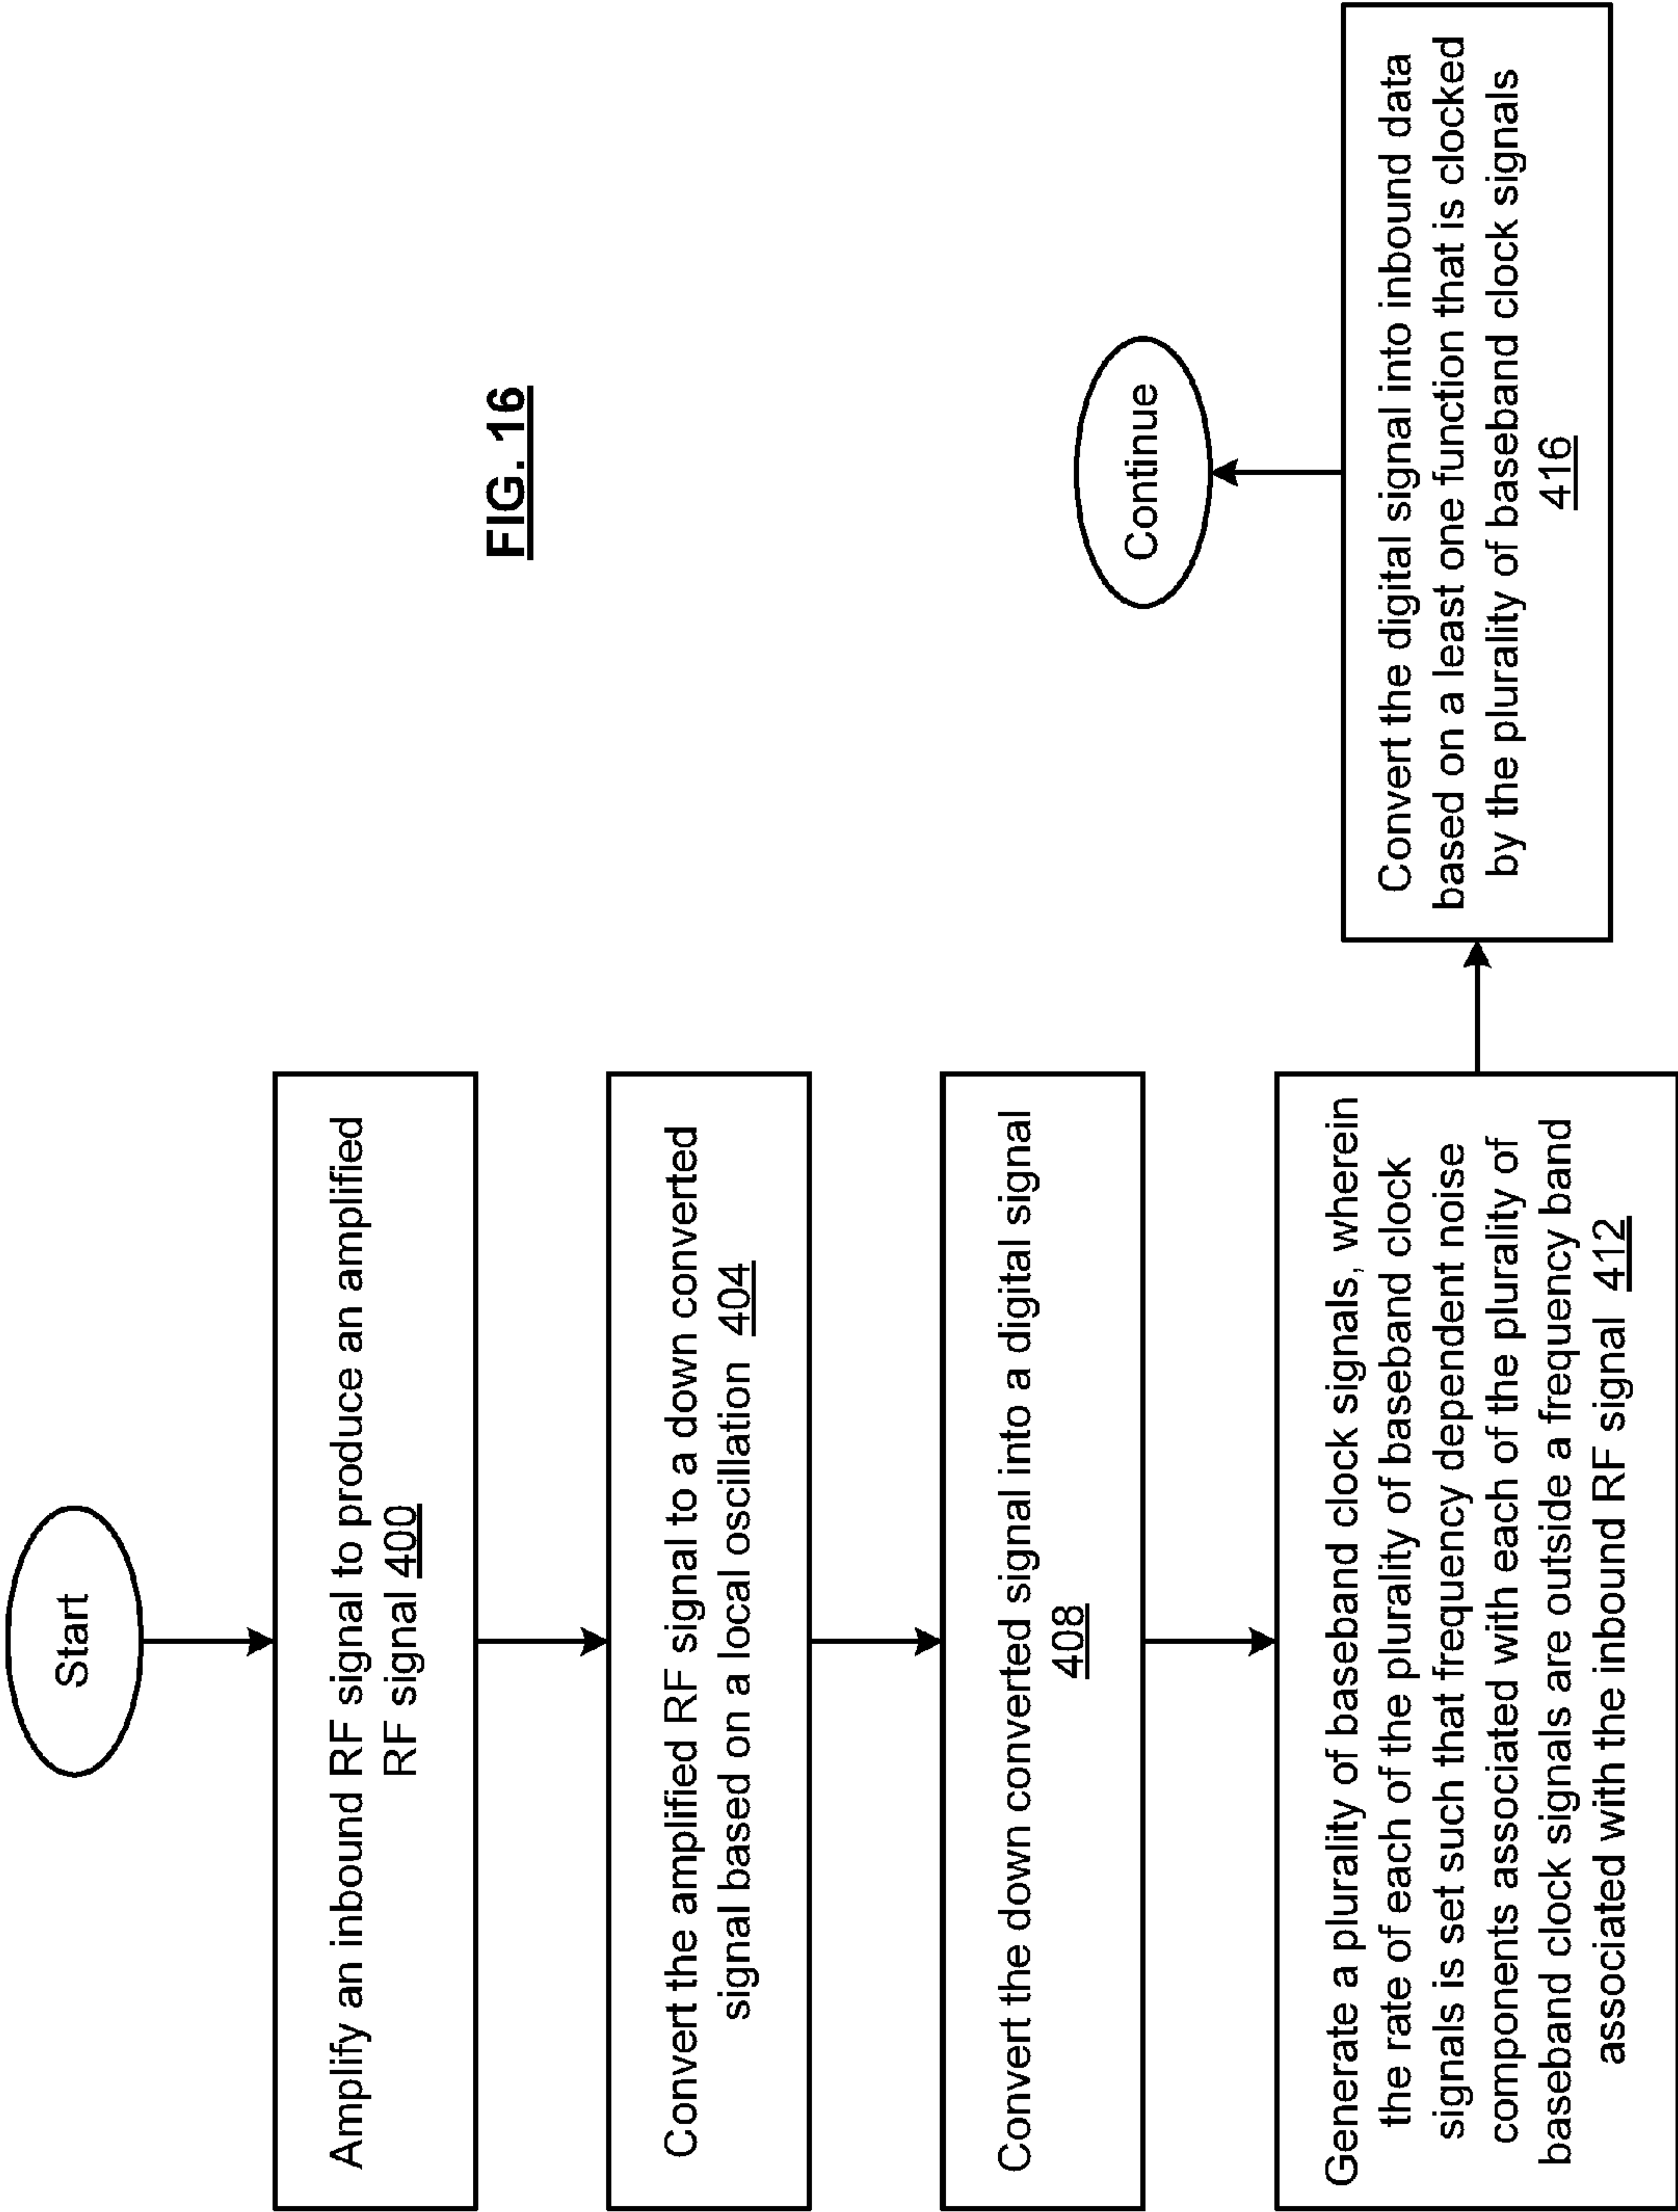 Start
Amplify an inbound RF signal to produce an amplified
RF signal 400
Convert the amplified RF signal to a down converted
signal based on a local oscillation 404
Convert the down converted signal into a digital signal
408
Generate a plurality of baseband clock signals, wherein
the rate of each of the plurality of baseband clock
signals is set such that frequency dependent noise
components associated with each of the plurality of
baseband clock signals are outside a frequency band
associated with the inbound RF signal 412
Convert the digital signal into inbound data
based on a least one function that is clocked
by the plurality of baseband clock signals
416
Continue
FIG. 16